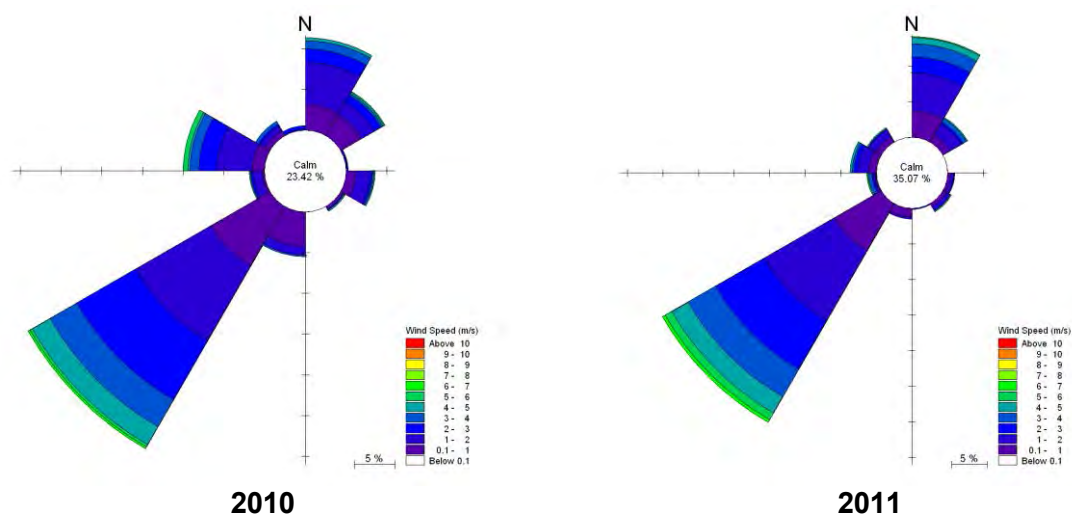 N
Calm
23.42 %
Wind Speed (m/s)
Above 10
9 - 10
8 - 9
7 - 8
6 - 7
5 - 6
4 - 5
3 - 4
2 - 3
1 - 2
0.1 - 1
Below 0.1
5 %
2010
N
Calm
35.07 %
Wind Speed (m/s)
Above 10
9 - 10
8 - 9
7 - 8
6 - 7
5 - 6
4 - 5
3 - 4
2 - 3
1 - 2
0.1 - 1
Below 0.1
5 %
2011